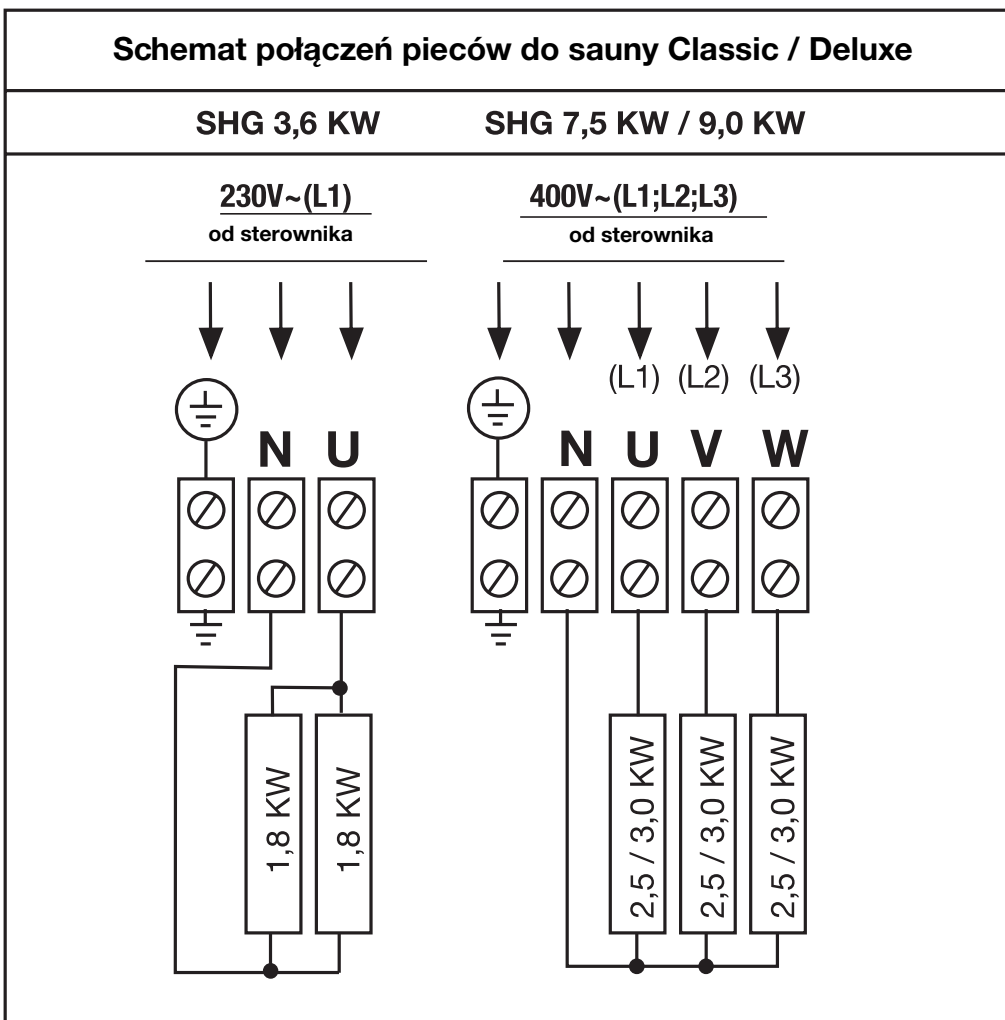 Schemat połączeń pieców do sauny Classic / Deluxe
SHG 3,6 KW
SHG 7,5 KW / 9,0 KW
230V~(L1)
od sterownika
400V~(L1;L2;L3)
od sterownika
(L1) (L2) (L3)
N U
N U V W
1,8 KW
1,8 KW
2,5 / 3,0 KW
2,5 / 3,0 KW
2,5 / 3,0 KW